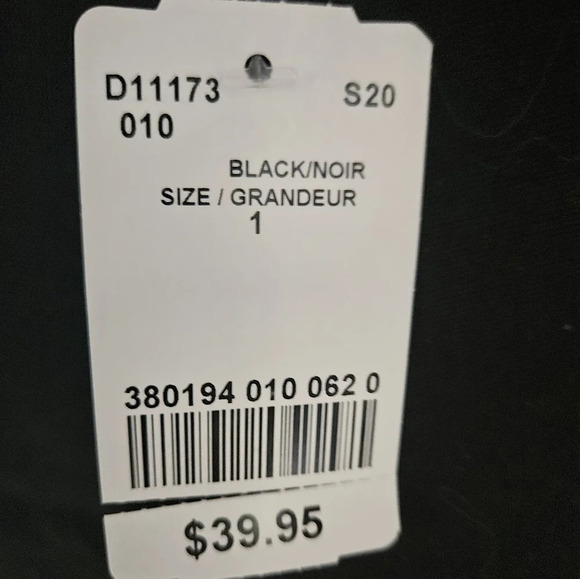 D11173 S20
010
BLACK/NOIR
SIZE / GRANDEUR
1
380194 010 062 0
$39.95